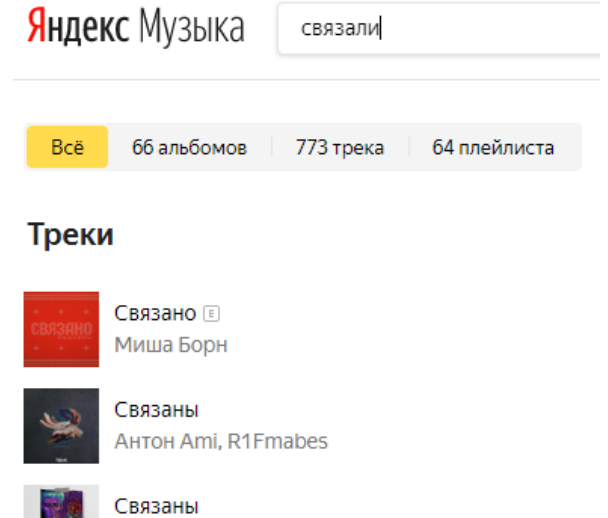 Яндекс Музыка
связали
Всё
66 альбомов
773 трека
64 плейлиста
Треки
СВЯЗАНО
Связано E
Миша Борн
Связаны
Антон Ami, R1Fmabes
Связаны